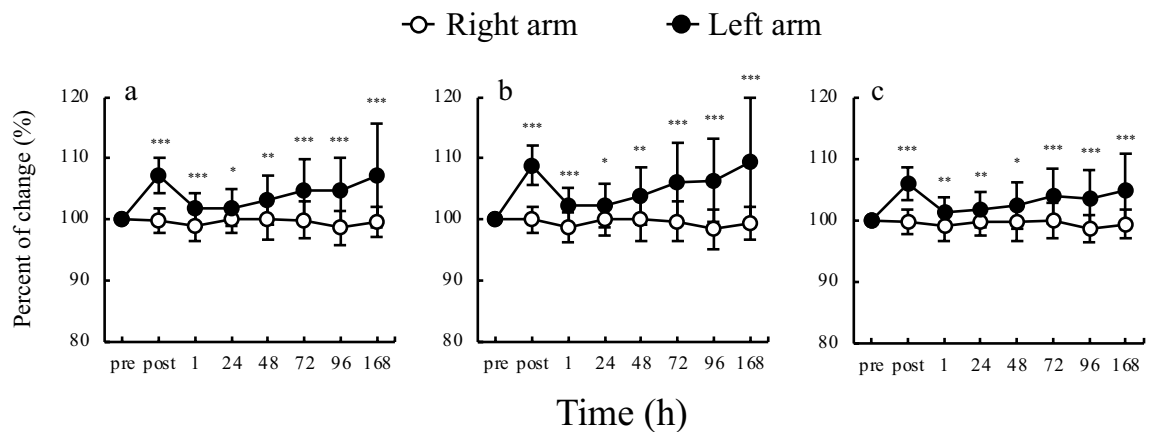 Right arm Left arm
a
b
c
Percent of change (%)
120
110
100
90
80
*** *** * ** *** *** ***
pre post 1 24 48 72 96 168
120
110
100
90
80
*** *** * ** *** *** ***
pre post 1 24 48 72 96 168
120
110
100
90
80
*** ** ** * *** *** ***
pre post 1 24 48 72 96 168
Time (h)